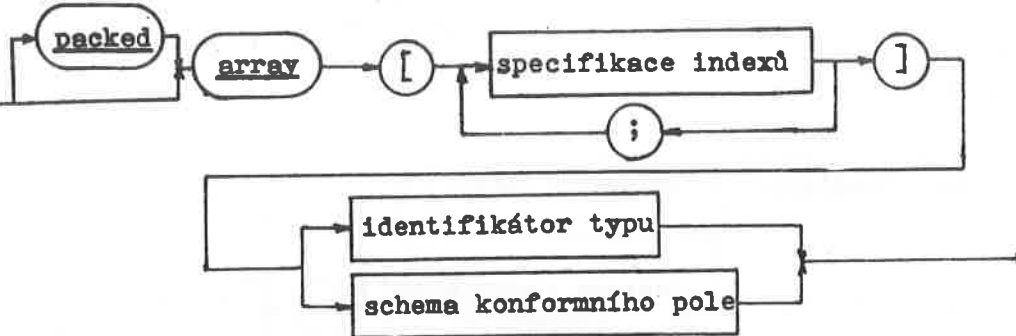 packed
array [ specifikace indexů ]
;
identifikátor typu
schema konformního pole